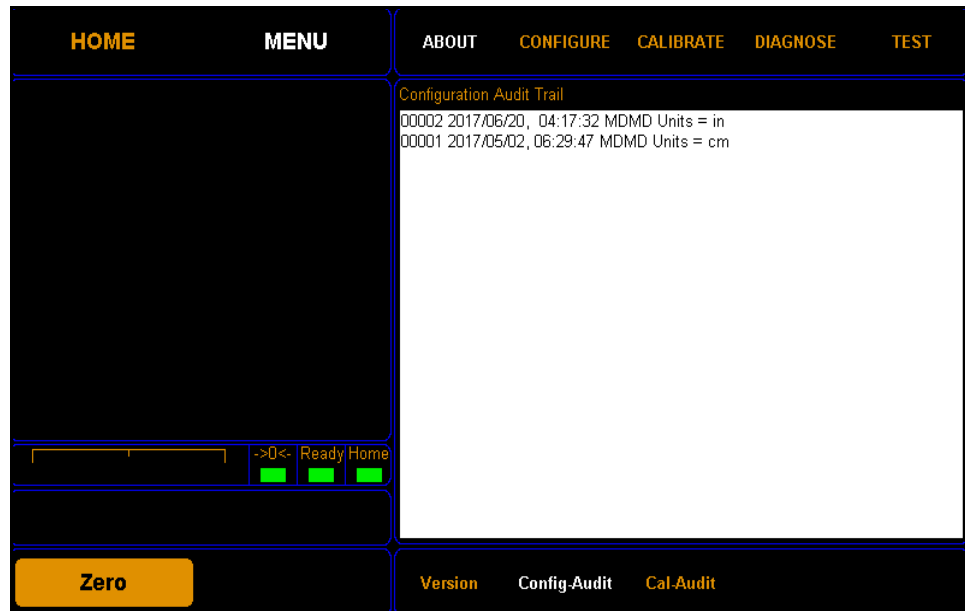 HOME MENU ABOUT CONFIGURE CALIBRATE DIAGNOSE TEST
Configuration Audit Trail
00002 2017/06/20, 04:17:32 MDMD Units = in
00001 2017/05/02, 06:29:47 MDMD Units = cm
->0<- Ready Home
Zero Version Config-Audit Cal-Audit